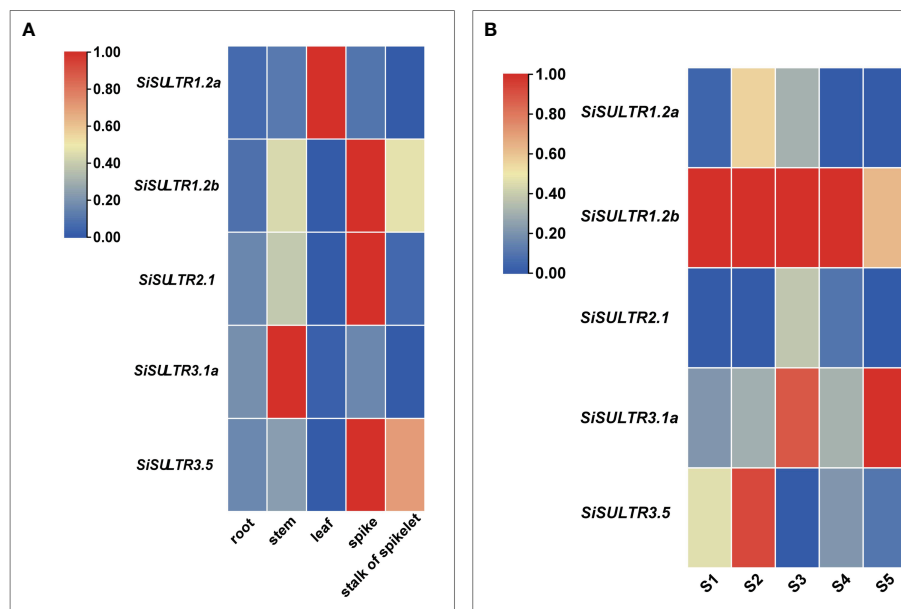 A
1.00
0.80
0.60
0.40
0.20
0.00
SiSULTR1.2a
SiSULTR1.2b
SiSULTR2.1
SiSULTR3.1a
SiSULTR3.5
root
stem
leaf
spike
stalk of spikelet
B
1.00
0.80
0.60
0.40
0.20
0.00
SiSULTR1.2a
SiSULTR1.2b
SiSULTR2.1
SiSULTR3.1a
SiSULTR3.5
S1
S2
S3
S4
S5